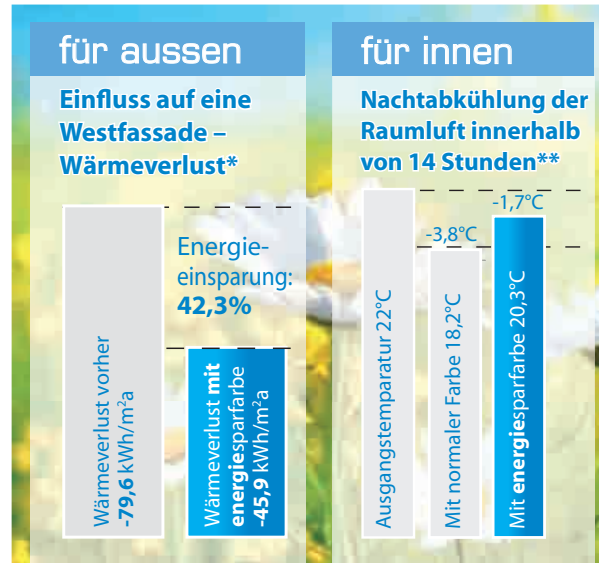 für aussen
Einfluss auf eine
Westfassade –
Wärmeverlust*
Energie-
einsparung:
42,3%
Wärmeverlust vorher
-79,6 kWh/m²a
Wärmeverlust mit
energiesparfarbe
-45,9 kWh/m²a
für innen
Nachtabkühlung der
Raumluft innerhalb
von 14 Stunden**
-1,7°C
-3,8°C
Ausgangstemparatur 22°C
Mit normaler Farbe 18,2°C
Mit energiesparfarbe 20,3°C